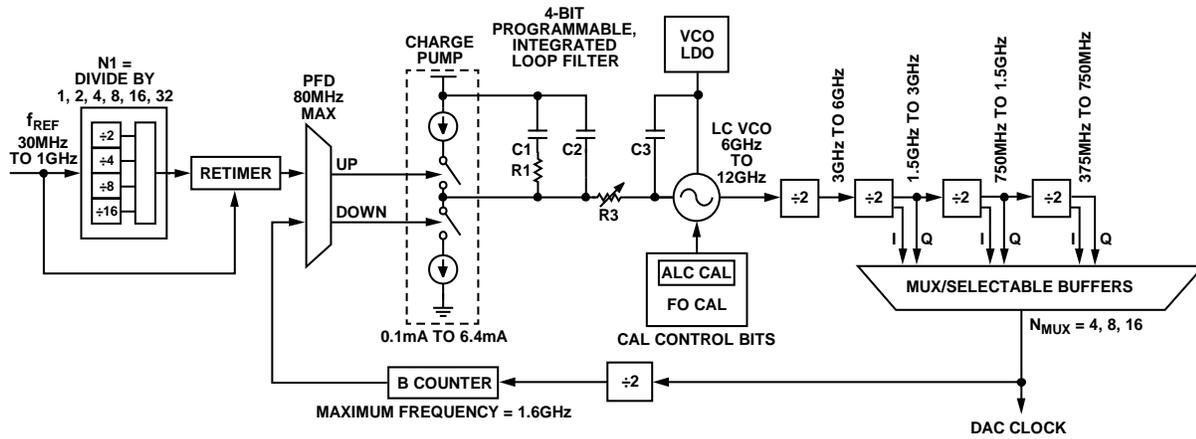 N1 =
DIVIDE BY
1, 2, 4, 8, 16, 32
fREF
30MHz
TO 1GHz
÷2
÷4
÷8
÷16
RETIMER
PFD
80MHz
MAX
UP
DOWN
CHARGE
PUMP
0.1mA TO 6.4mA
4-BIT
PROGRAMMABLE,
INTEGRATED
LOOP FILTER
C1
R1
C2
R3
C3
VCO
LDO
LC VCO
6GHz
TO
12GHz
ALC CAL
FO CAL
CAL CONTROL BITS
÷2
3GHz TO 6GHz
÷2
1.5GHz TO 3GHz
÷2
750MHz TO 1.5GHz
÷2
375MHz TO 750MHz
I Q
I Q
I Q
MUX/SELECTABLE BUFFERS
NMUX = 4, 8, 16
÷2
B COUNTER
MAXIMUM FREQUENCY = 1.6GHz
DAC CLOCK